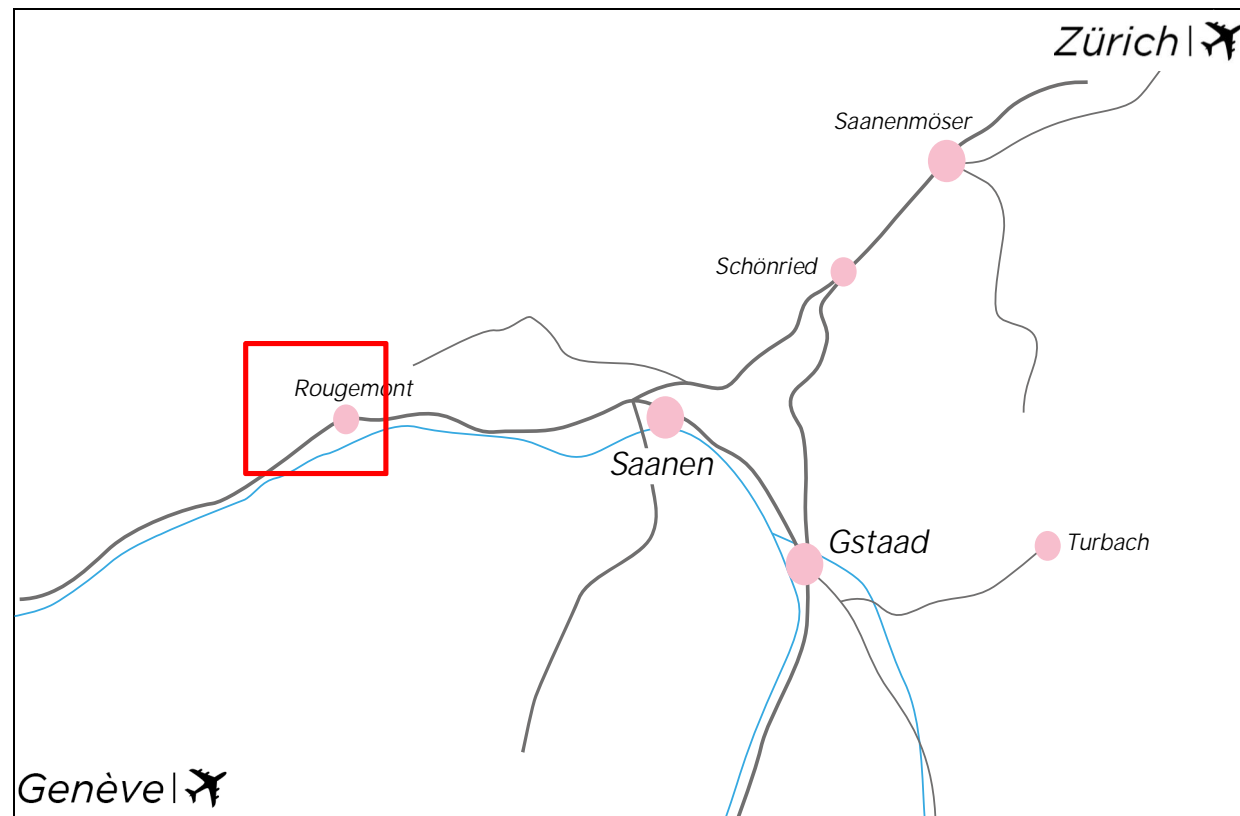 Zürich|
Saanenmöser
Schönried
Rougemont
Saanen
Gstaad
Turbach
Genève|